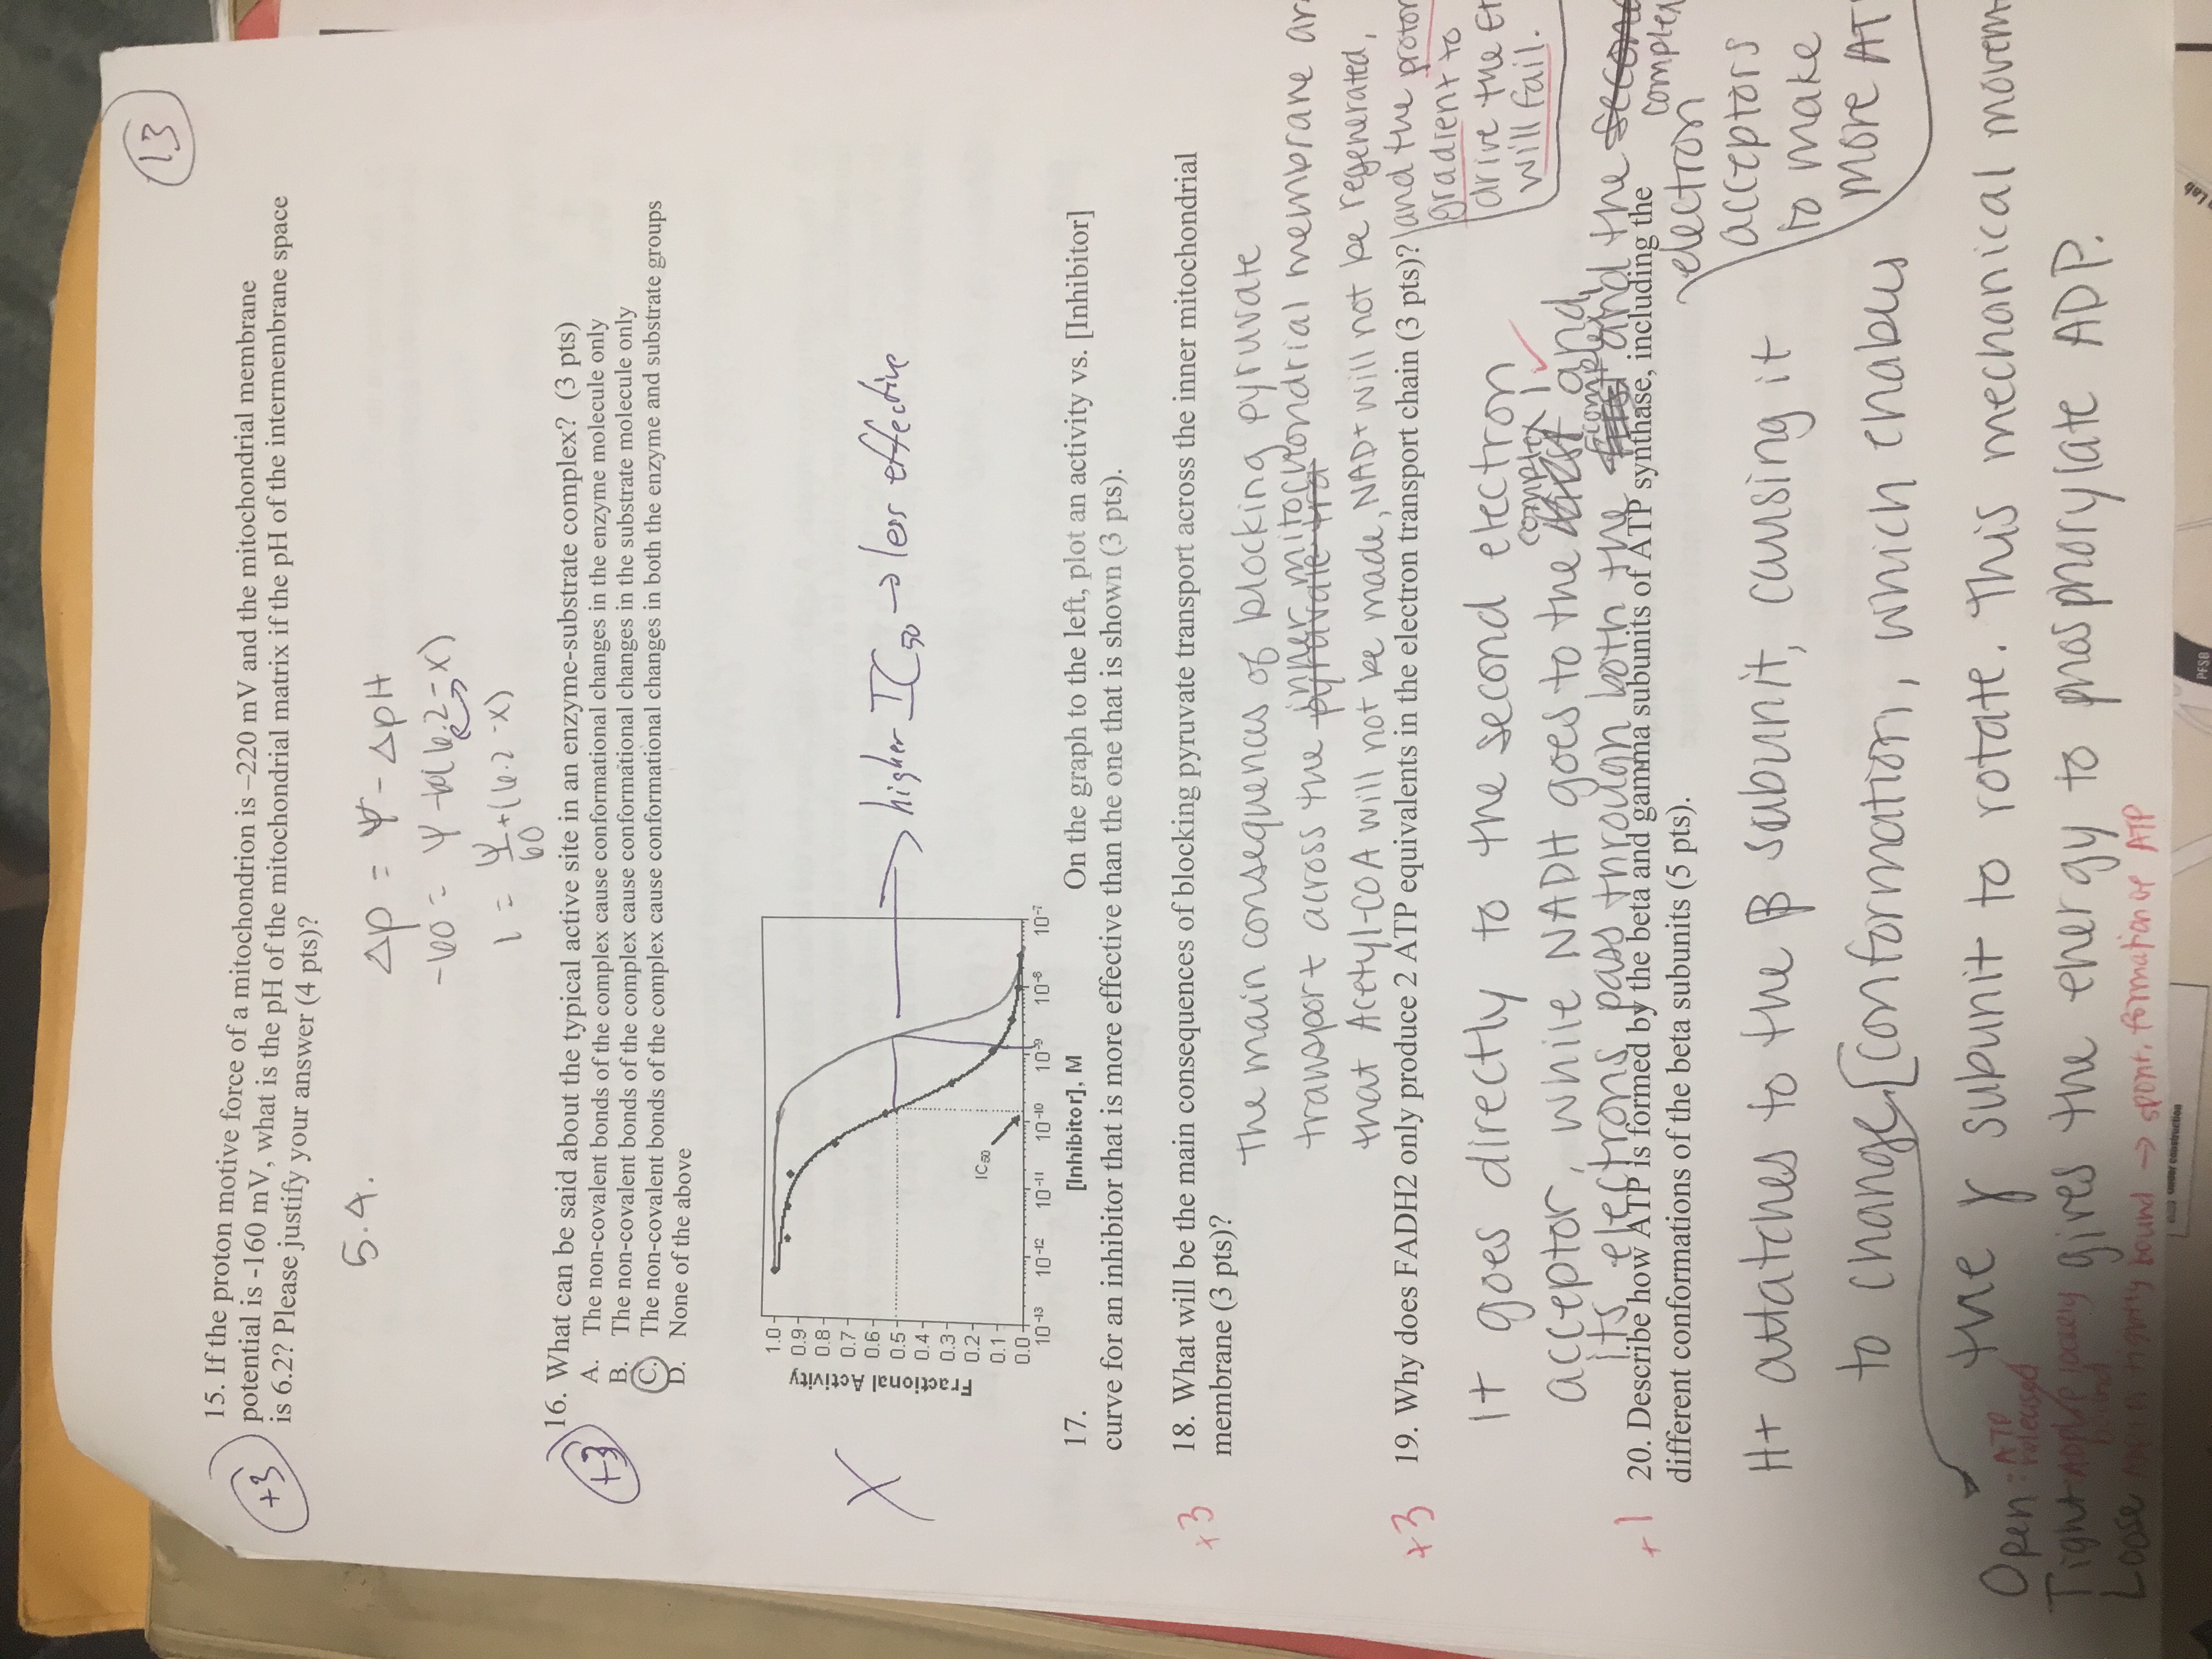 13
15. If the proton motive force of a mitochondrion is –220 mV and the mitochondrial membrane
potential is -160 mV, what is the pH of the mitochondrial matrix if the pH of the intermembrane space
is 6.2? Please justify your answer (4 pts)?
+3
5.4.
Δp = Ψ - ΔpH
-60 = Ψ -60(6.2-x)
1 = Ψ/60 +(6.2 -x)
+3
16. What can be said about the typical active site in an enzyme-substrate complex? (3 pts)
A. The non-covalent bonds of the complex cause conformational changes in the enzyme molecule only
B. The non-covalent bonds of the complex cause conformational changes in the substrate molecule only
C. The non-covalent bonds of the complex cause conformational changes in both the enzyme and substrate groups
D. None of the above
X
Fractional Activity
1.0
0.9
0.8
0.7
0.6
0.5
0.4
0.3
0.2
0.1
0.0
IC50
10-13 10-12 10-11 10-10 10-9 10-8 10-7
[Inhibitor], M
higher IC50 → less effective
17. On the graph to the left, plot an activity vs. [Inhibitor]
curve for an inhibitor that is more effective than the one that is shown (3 pts).
+3
18. What will be the main consequences of blocking pyruvate transport across the inner mitochondrial
membrane (3 pts)?
The main consequences of blocking pyruvate
transport across the pyruvate tra inner mitochondrial membrane ar
that Acetyl-COA will not be made, NAD+ will not be regenerated,
and the proton
gradient to
drive the Et
will fail.
+3
19. Why does FADH2 only produce 2 ATP equivalents in the electron transport chain (3 pts)?
It goes directly to the second electron
acceptor, while NADH goes to the complex 1 and
its electrons pass through both the first complex 1 and the second
complex
electron
acceptors
to make
more AT
+1
20. Describe how ATP is formed by the beta and gamma subunits of ATP synthase, including the
different conformations of the beta subunits (5 pts).
H+ attatches to the β subunit, causing it
to change conformation, which enables
the γ subunit to rotate. This mechanical movem
gives the energy to phosphorylate ADP.
Open : ATP released
Tight : loosely bound
Loose tightly bound → spont. formation of ATP
under construction
PFSB
Lab